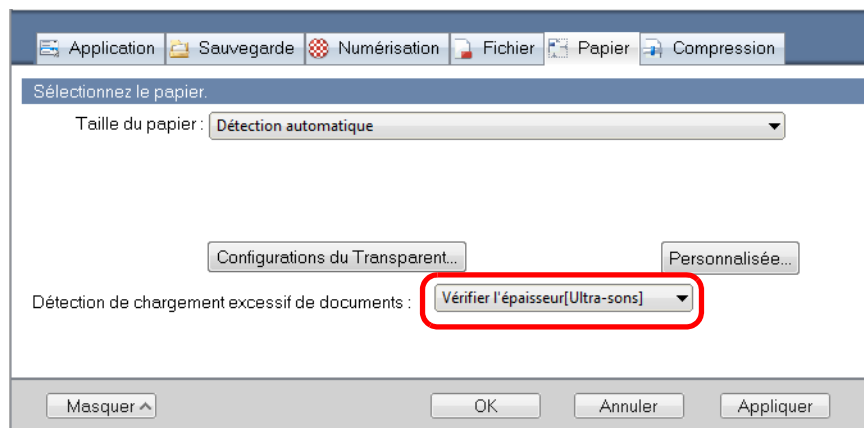 Application Sauvegarde Numérisation Fichier Papier Compression
Sélectionnez le papier.
Taille du papier : Détection automatique
Configurations du Transparent... Personnalisée...
Détection de chargement excessif de documents : Vérifier l'épaisseur[Ultra-sons]
Masquer OK Annuler Appliquer